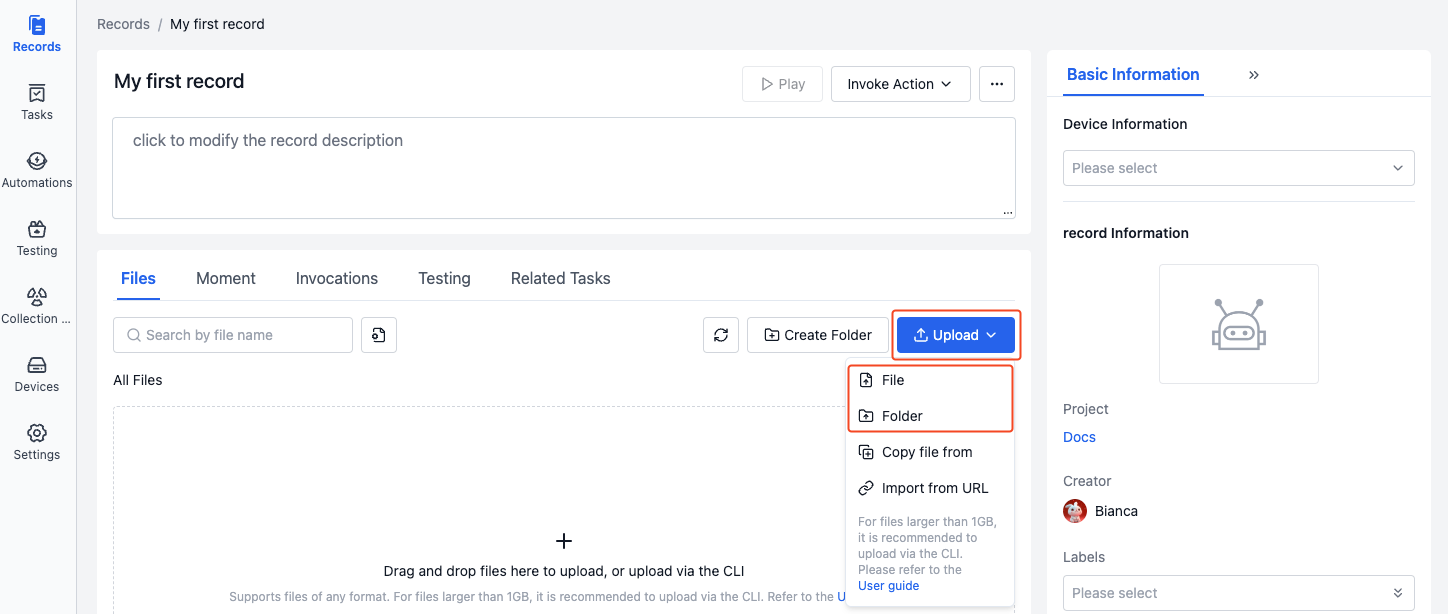 Records
Tasks
Automations
Testing
Collection ...
Devices
Settings
Records / My first record
My first record
Play
Invoke Action
...
click to modify the record description
...
Files
Moment
Invocations
Testing
Related Tasks
Search by file name
Create Folder
Upload
All Files
File
Folder
Copy file from
Import from URL
For files larger than 1GB,
it is recommended to
upload via the CLI.
Please refer to the
User guide
Drag and drop files here to upload, or upload via the CLI
Supports files of any format. For files larger than 1GB, it is recommended to upload via the CLI. Refer to the
Basic Information
Device Information
Please select
record Information
Project
Docs
Creator
Bianca
Labels
Please select